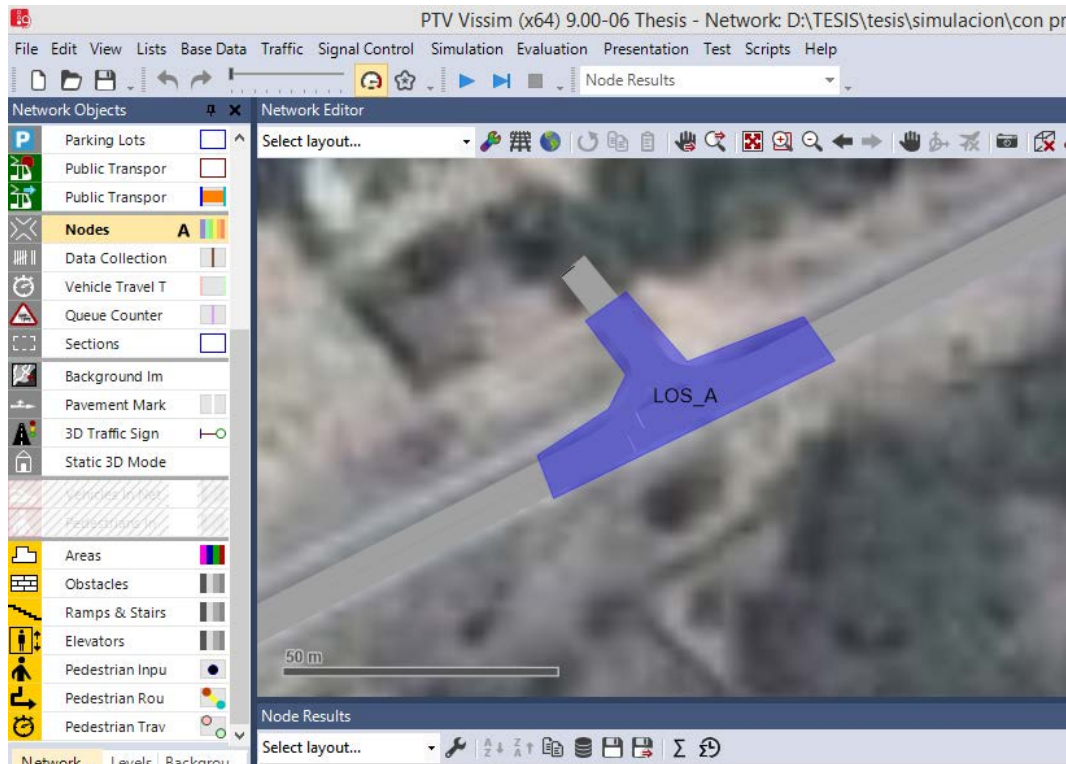 PTV Vissim (x64) 9.00-06 Thesis - Network: D:\TESIS\tesis\simulacion\con pr
File Edit View Lists Base Data Traffic Signal Control Simulation Evaluation Presentation Test Scripts Help
Node Results
Network Objects
Network Editor
Select layout...
Parking Lots
Public Transpor
Public Transpor
Nodes A
Data Collection
Vehicle Travel T
Queue Counter
Sections
Background Im
Pavement Mark
3D Traffic Sign
Static 3D Mode
Vehicles In Net
Pedestrians In
Areas
Obstacles
Ramps & Stairs
Elevators
Pedestrian Inpu
Pedestrian Rou
Pedestrian Trav
LOS_A
50 m
Node Results
Select layout...
Network... Levels Backgrou